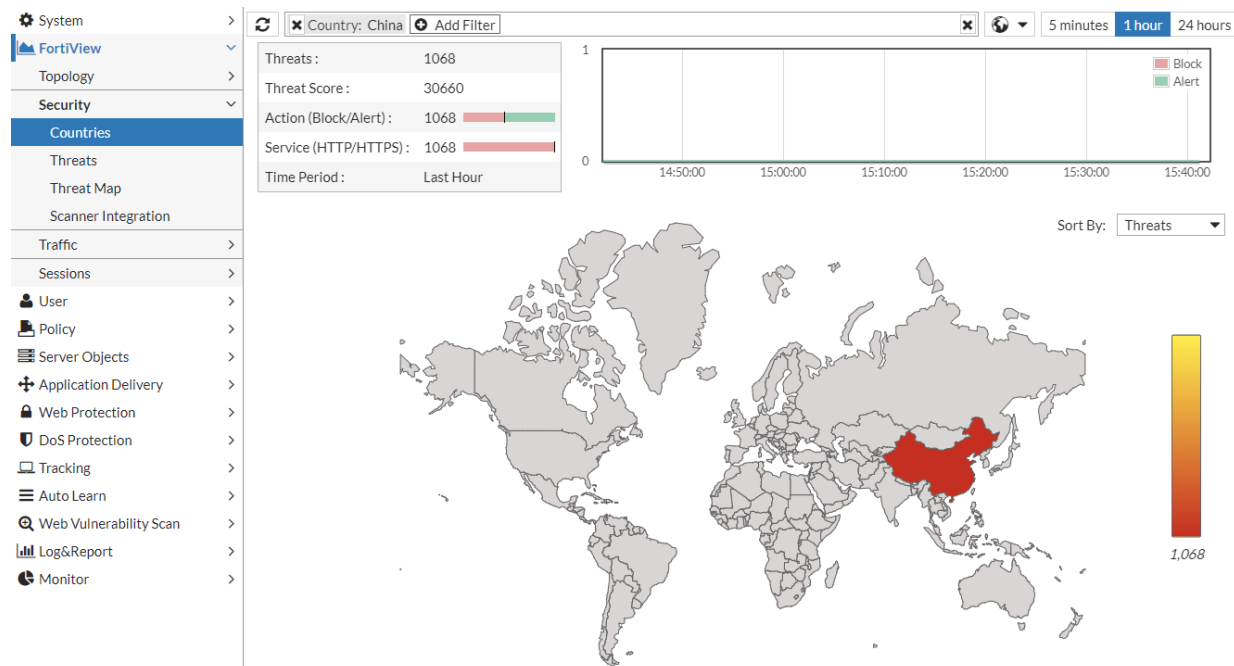 System
FortiView
Topology
Security
Countries
Threats
Threat Map
Scanner Integration
Traffic
Sessions
User
Policy
Server Objects
Application Delivery
Web Protection
DoS Protection
Tracking
Auto Learn
Web Vulnerability Scan
Log&Report
Monitor
Country: China Add Filter
5 minutes 1 hour 24 hours
Threats : 1068
Threat Score : 30660
Action (Block/Alert) : 1068
Service (HTTP/HTTPS) : 1068
Time Period : Last Hour
1
Block
Alert
0
14:50:00 15:00:00 15:10:00 15:20:00 15:30:00 15:40:00
Sort By: Threats
1,068